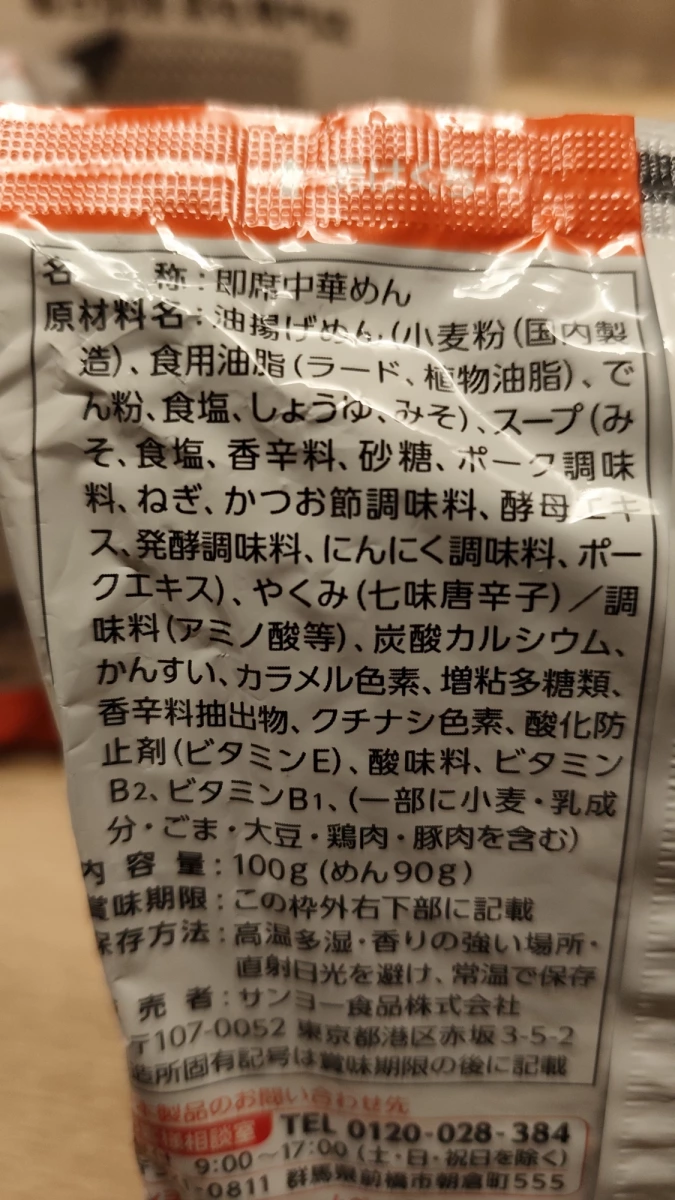 名称：即席中華めん
原材料名：油揚げめん（小麦粉（国内製
造）、食用油脂（ラード、植物油脂）、で
ん粉、食塩、しょうゆ、みそ）、スープ（み
そ、食塩、香辛料、砂糖、ポーク調味
料、ねぎ、かつお節調味料、酵母エキ
ス、発酵調味料、にんにく調味料、ポー
クエキス）、やくみ（七味唐辛子）／調
味料（アミノ酸等）、炭酸カルシウム、
かんすい、カラメル色素、増粘多糖類、
香辛料抽出物、クチナシ色素、酸化防
止剤（ビタミンE）、酸味料、ビタミン
B2、ビタミンB1、（一部に小麦・乳成
分・ごま・大豆・鶏肉・豚肉を含む）
内容量：100g（めん90g）
賞味期限：この枠外右下部に記載
保存方法：高温多湿・香りの強い場所・
直射日光を避け、常温で保存
売者：サンヨー食品株式会社
〒107-0052 東京都港区赤坂3-5-2
造所固有記号は賞味期限の後に記載
製品のお問い合わせ先
様相談室 TEL 0120-028-384
9:00～17:00（土・日・祝日を除く）
-0811 群馬県前橋市朝倉町555